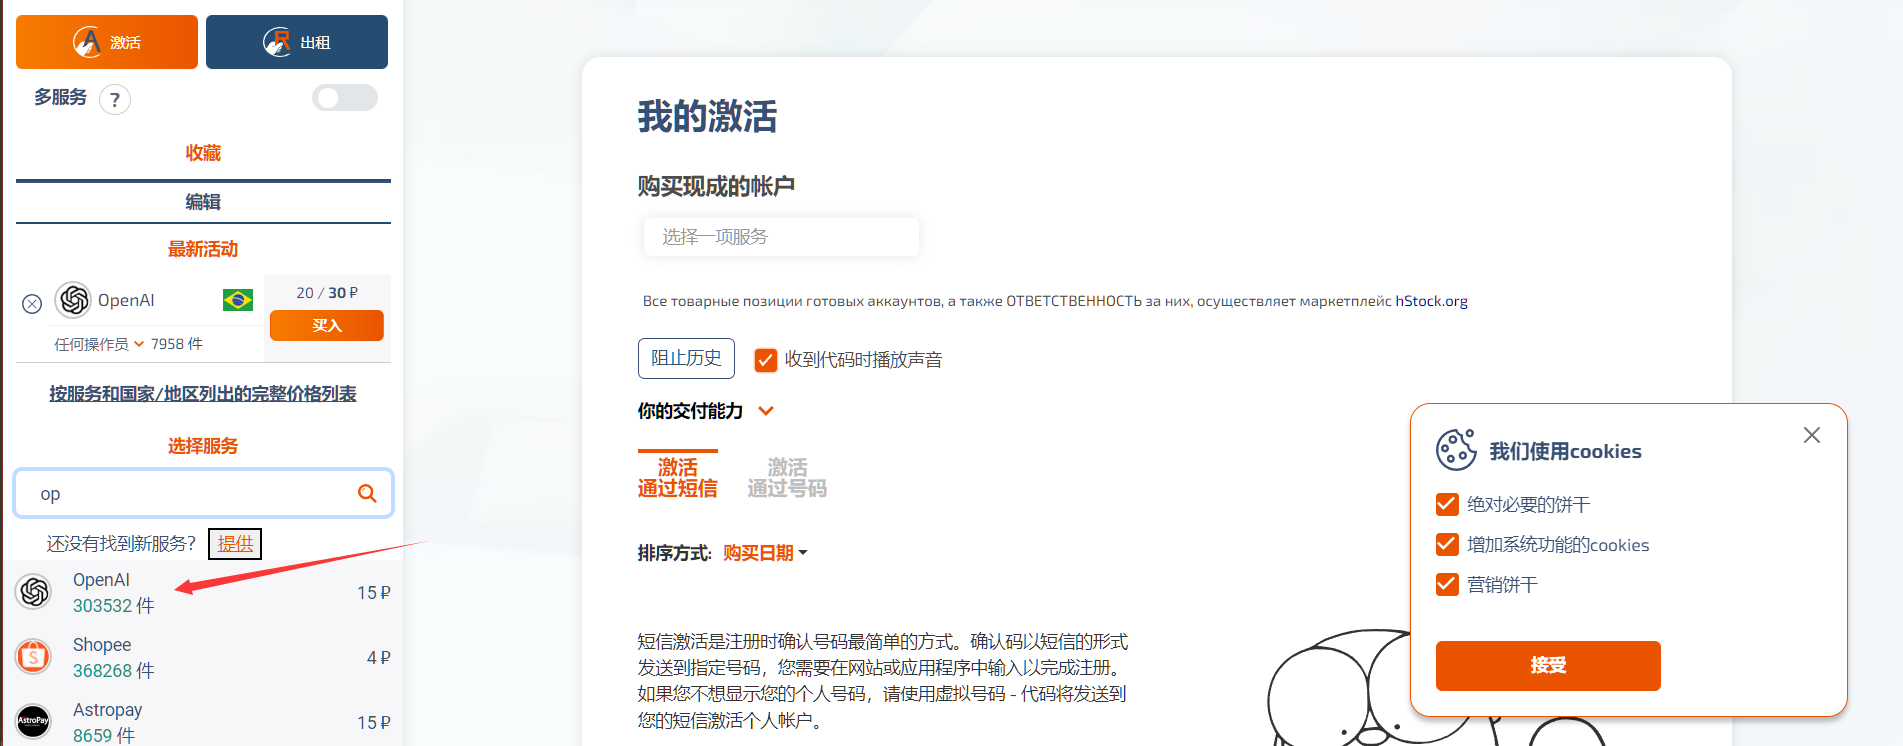 激活
出租
多服务 ?
收藏
编辑
最新活动
OpenAI
20 / 30 ₽
买入
任何操作员 7958 件
按服务和国家/地区列出的完整价格列表
选择服务
op
还没有找到新服务? 提供
OpenAI
303532 件
15 ₽
Shopee
368268 件
4 ₽
AstroPay
Astropay
8659 件
15 ₽
我的激活
购买现成的帐户
选择一项服务
Все товарные позиции готовых аккаунтов, а также ОТВЕТСТВЕННОСТЬ за них, осуществляет маркетплейс hStock.org
阻止历史
收到代码时播放声音
你的交付能力
激活
通过短信
激活
通过号码
排序方式: 购买日期
短信激活是注册时确认号码最简单的方式。确认码以短信的形式
发送到指定号码，您需要在网站或应用程序中输入以完成注册。
如果您不想显示您的个人号码，请使用虚拟号码 - 代码将发送到
您的短信激活个人帐户。
我们使用cookies
绝对必要的饼干
增加系统功能的cookies
营销饼干
接受